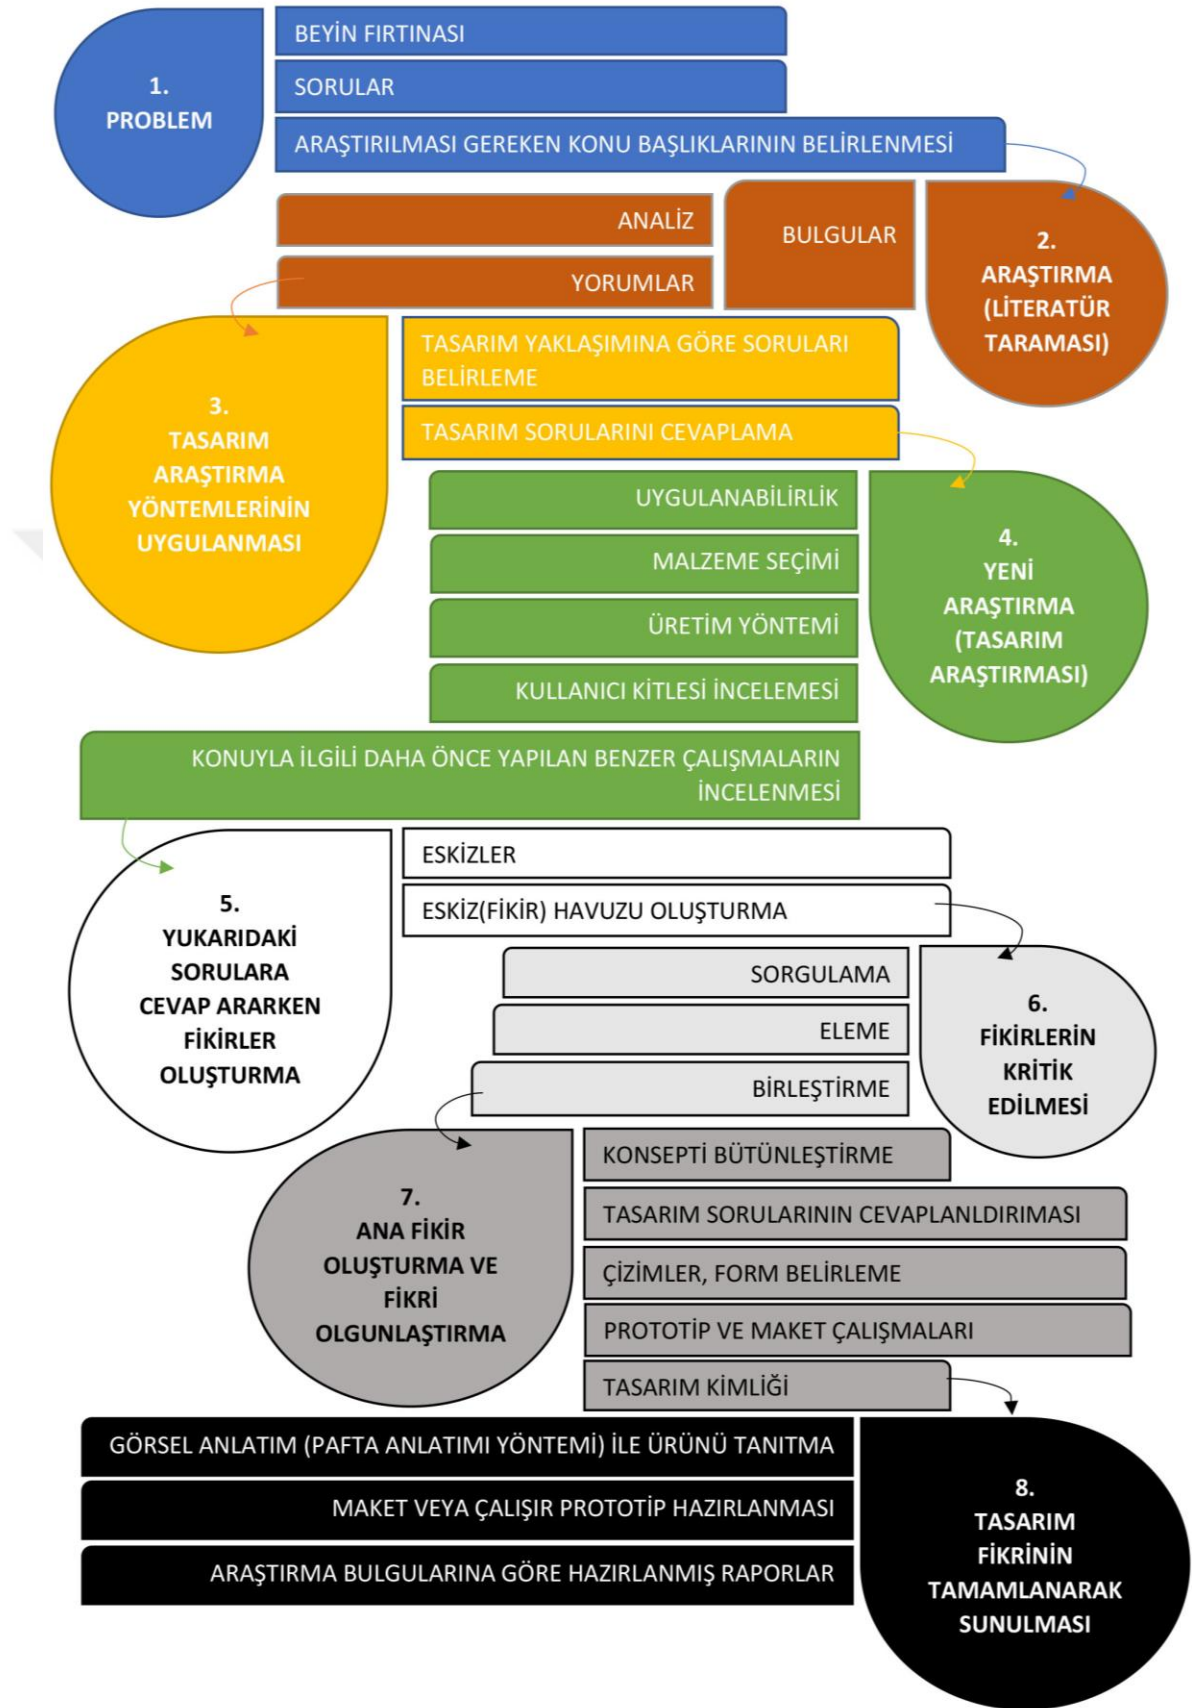 1.
PROBLEM
BEYİN FIRTINASI
SORULAR
ARAŞTIRILMASI GEREKEN KONU BAŞLIKLARININ BELİRLENMESİ
2.
ARAŞTIRMA
(LİTERATÜR
TARAMASI)
BULGULAR
ANALİZ
YORUMLAR
3.
TASARIM
ARAŞTIRMA
YÖNTEMLERİNİN
UYGULANMASI
TASARIM YAKLAŞIMINA GÖRE SORULARI
BELİRLEME
TASARIM SORULARINI CEVAPLAMA
4.
YENİ
ARAŞTIRMA
(TASARIM
ARAŞTIRMASI)
UYGULANABİLİRLİK
MALZEME SEÇİMİ
ÜRETİM YÖNTEMİ
KULLANICI KİTLESİ İNCELEMESİ
KONUYLA İLGİLİ DAHA ÖNCE YAPILAN BENZER ÇALIŞMALARIN
İNCELENMESİ
5.
YUKARIDAKİ
SORULARA
CEVAP ARARKEN
FİKİRLER
OLUŞTURMA
ESKİZLER
ESKİZ(FİKİR) HAVUZU OLUŞTURMA
6.
FİKİRLERİN
KRİTİK
EDİLMESİ
SORGULAMA
ELEME
BİRLEŞTİRME
7.
ANA FİKİR
OLUŞTURMA VE
FİKRİ
OLGUNLAŞTIRMA
KONSEPTİ BÜTÜNLEŞTİRME
TASARIM SORULARININ CEVAPLANLDIRIMASI
ÇİZİMLER, FORM BELİRLEME
PROTOTİP VE MAKET ÇALIŞMALARI
TASARIM KİMLİĞİ
8.
TASARIM
FİKRİNİN
TAMAMLANARAK
SUNULMASI
GÖRSEL ANLATIM (PAFTA ANLATIMI YÖNTEMİ) İLE ÜRÜNÜ TANITMA
MAKET VEYA ÇALIŞIR PROTOTİP HAZIRLANMASI
ARAŞTIRMA BULGULARINA GÖRE HAZIRLANMIŞ RAPORLAR